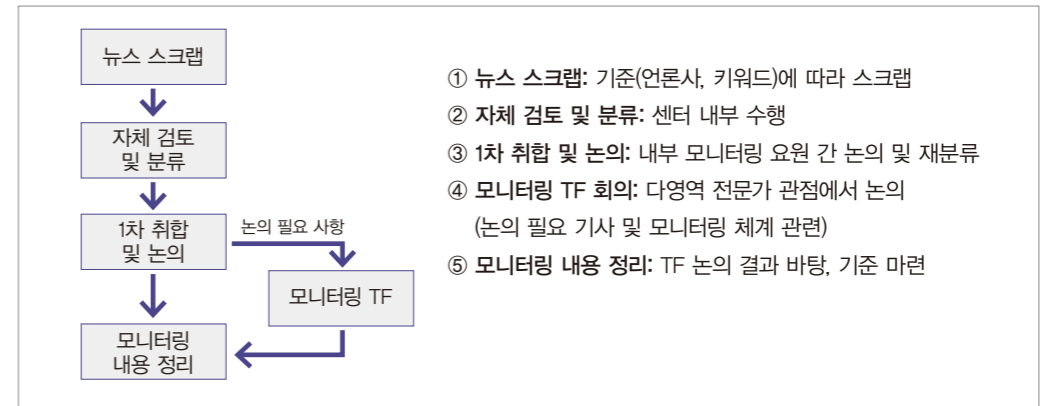 뉴스 스크랩
자체 검토
및 분류
1차 취합
및 논의
논의 필요 사항
모니터링 TF
모니터링
내용 정리
① 뉴스 스크랩: 기준(언론사, 키워드)에 따라 스크랩
② 자체 검토 및 분류: 센터 내부 수행
③ 1차 취합 및 논의: 내부 모니터링 요원 간 논의 및 재분류
④ 모니터링 TF 회의: 다영역 전문가 관점에서 논의
(논의 필요 기사 및 모니터링 체계 관련)
⑤ 모니터링 내용 정리: TF 논의 결과 바탕, 기준 마련